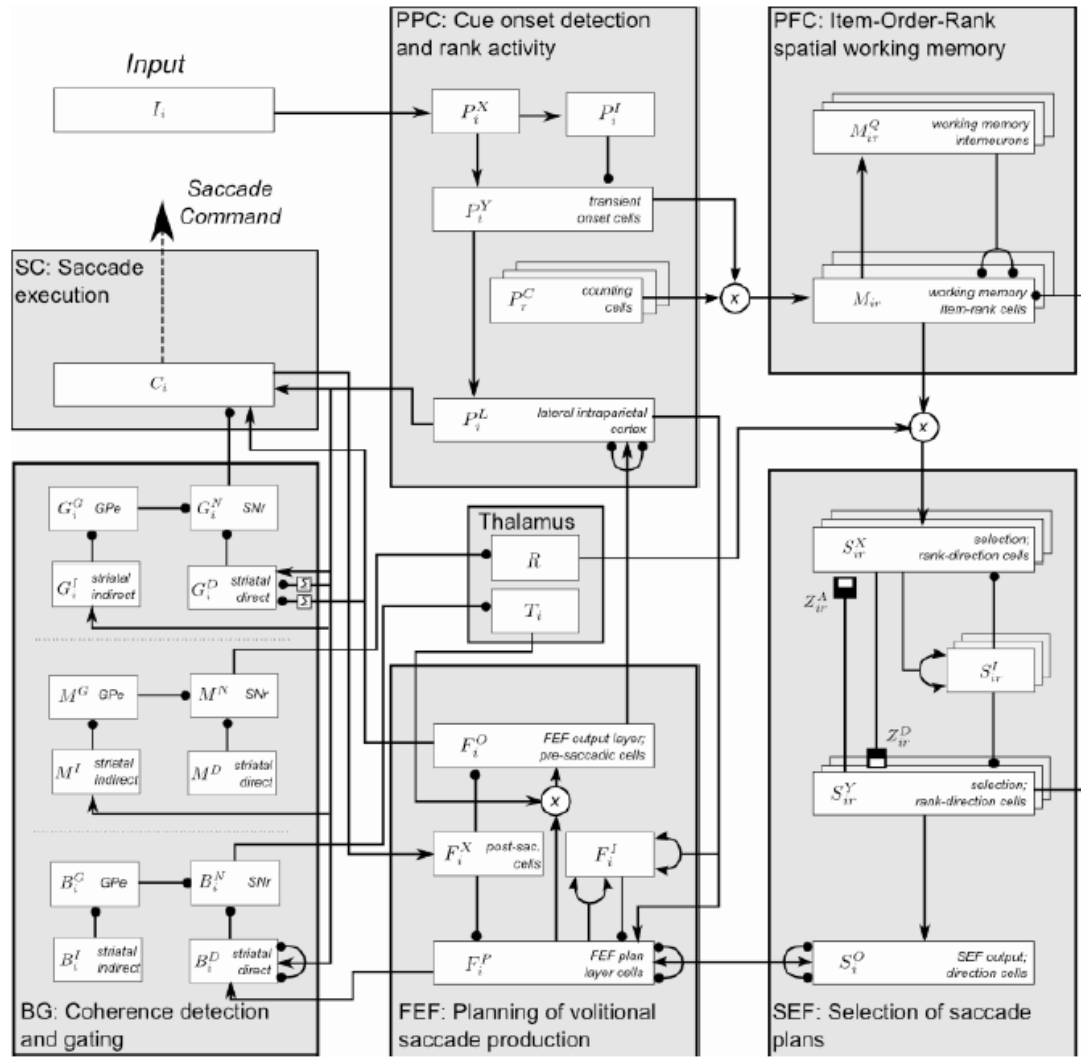 Input
I_i
Saccade
Command
SC: Saccade
execution
C_i
PPC: Cue onset detection
and rank activity
P_i^X
P_i^I
P_i^Y transient
onset cells
P_r^C counting
cells
P_i^L lateral intraparietal
cortex
PFC: Item-Order-Rank
spatial working memory
M_ir^Q working memory
interneurons
x
M_ir working memory
item-rank cells
x
G_i^G GPe
G_i^N SNr
G_i^I striatal
indirect
G_i^D striatal
direct
Σ
Σ
M^G GPe
M^N SNr
M^I striatal
indirect
M^D striatal
direct
B_i^G GPe
B_i^N SNr
B_i^I striatal
indirect
B_i^D striatal
direct
BG: Coherence detection
and gating
Thalamus
R
T_i
F_i^O FEF output layer;
pre-saccadic cells
x
F_i^X post-sac.
cells
F_i^I
F_i^P FEF plan
layer cells
FEF: Planning of volitional
saccade production
S_ir^X selection;
rank-direction cells
Z_ir^A
S_ir^I
Z_ir^D
S_ir^Y selection;
rank-direction cells
S_i^O SEF output;
direction cells
SEF: Selection of saccade
plans